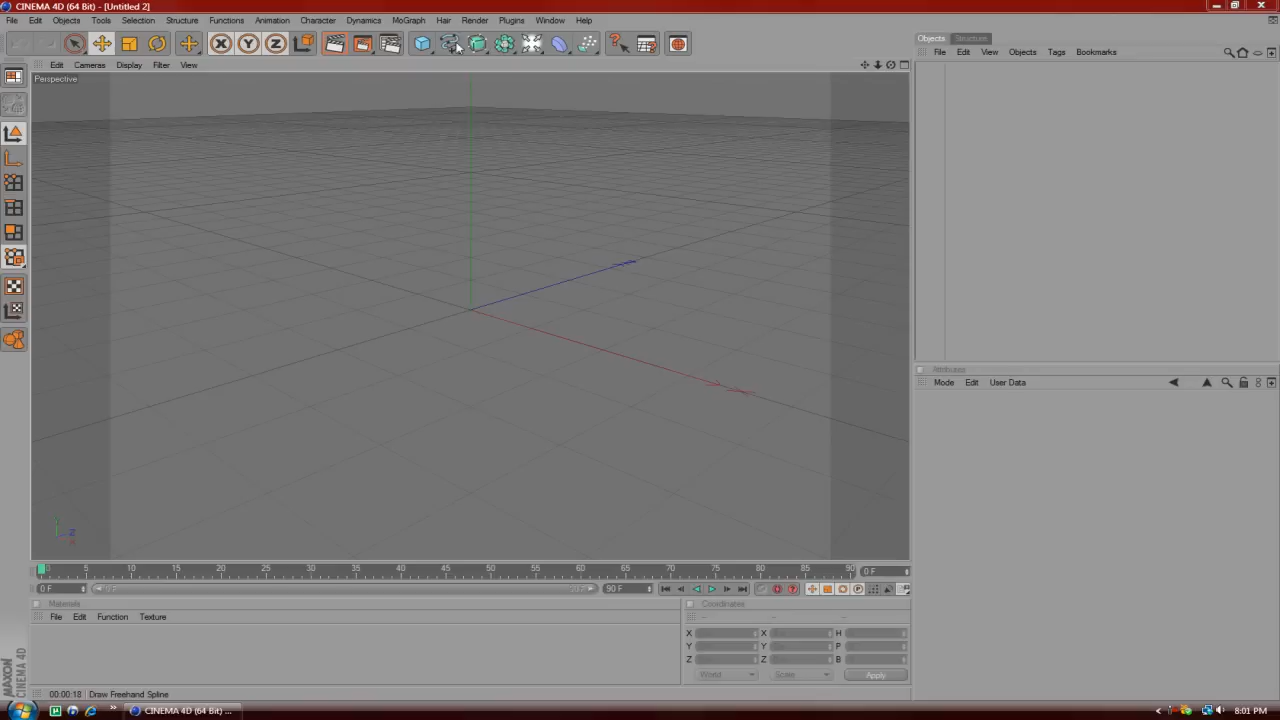 CINEMA 4D (64 Bit) - [Untitled 2]
File Edit Objects Tools Selection Structure Functions Animation Character Dynamics MoGraph Hair Render Plugins Window Help
Objects Structure
File Edit View Objects Tags Bookmarks
Edit Cameras Display Filter View
Perspective
Attributes
Mode Edit User Data
0 5 10 15 20 25 30 35 40 45 50 55 60 65 70 75 80 85 90
0 F
0 F
90 F
Materials
File Edit Function Texture
Coordinates
X X H
Y Y P
Z Z B
World Scale Apply
MAXON CINEMA 4D
00:00:18 Draw Freehand Spline
CINEMA 4D (64 Bit) ...
8:01 PM